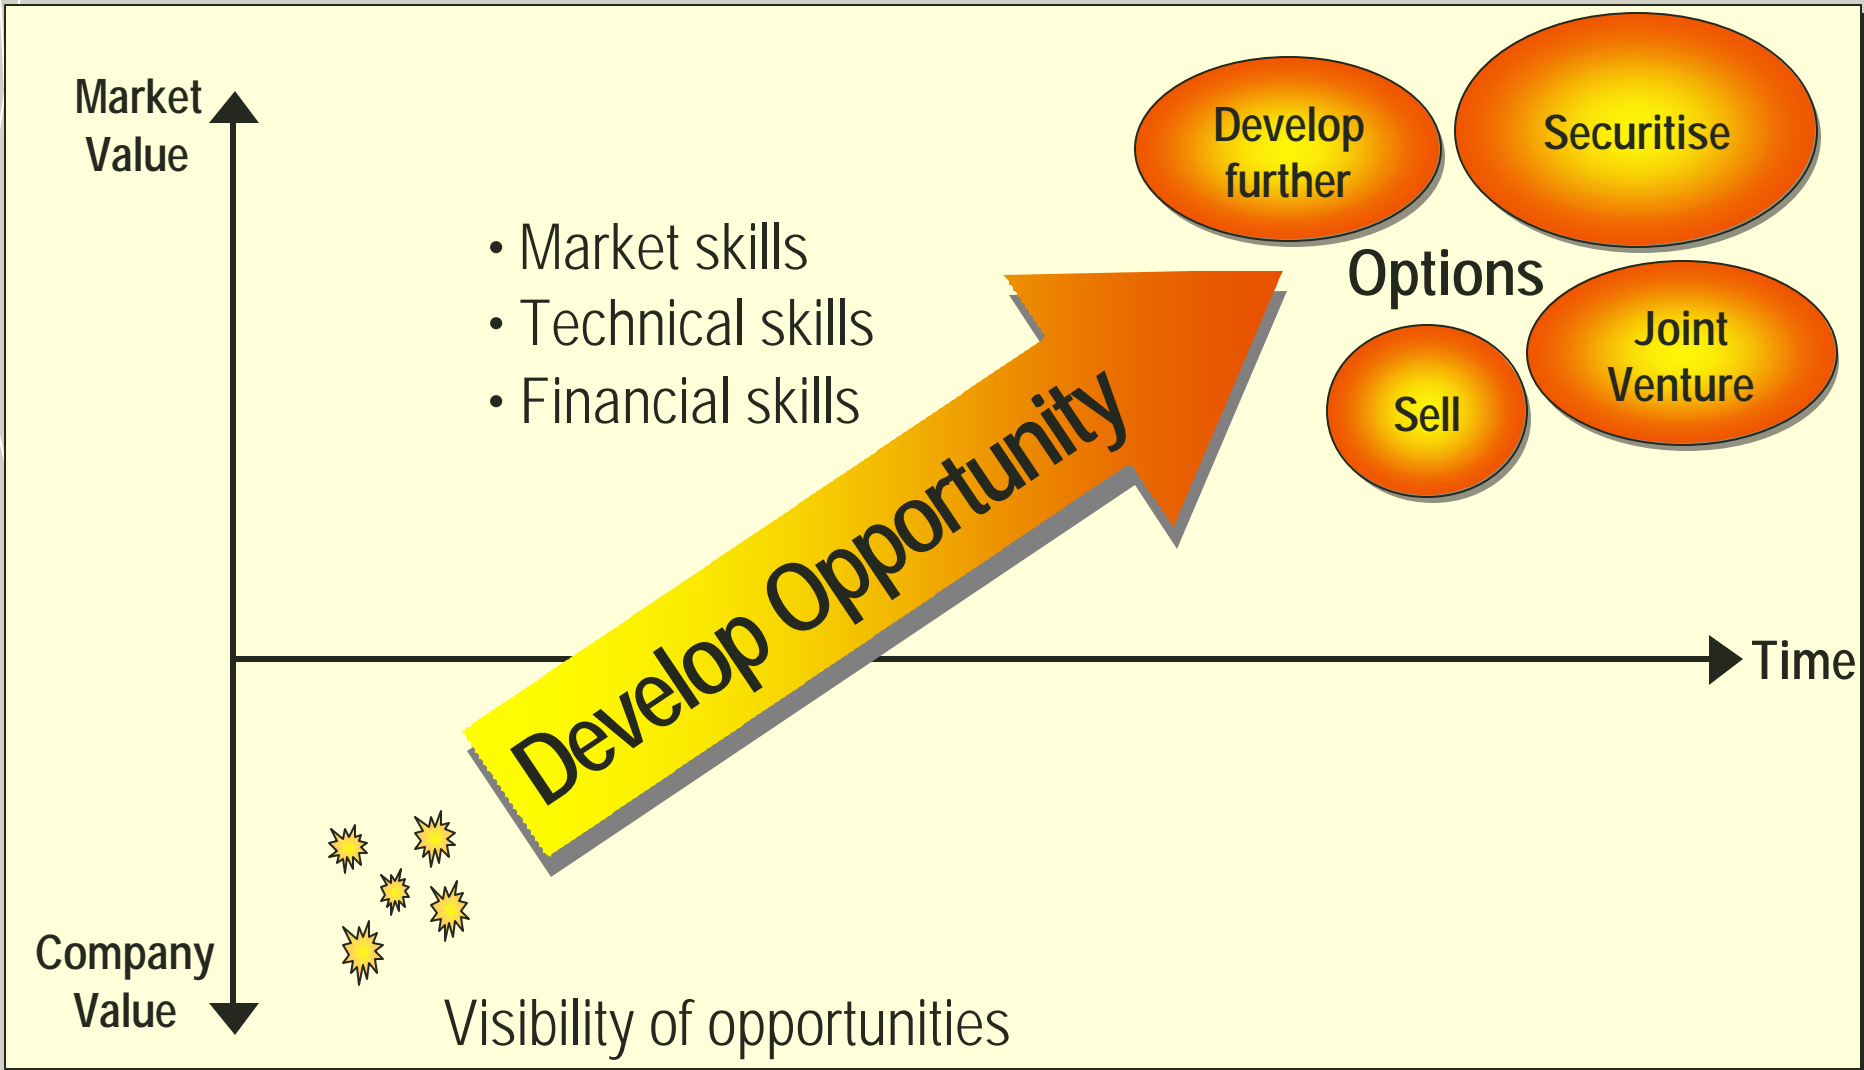 Market
Value
• Market skills
• Technical skills
• Financial skills
Develop Opportunity
Develop
further
Securitise
Options
Joint
Venture
Sell
Time
Company
Value
Visibility of opportunities